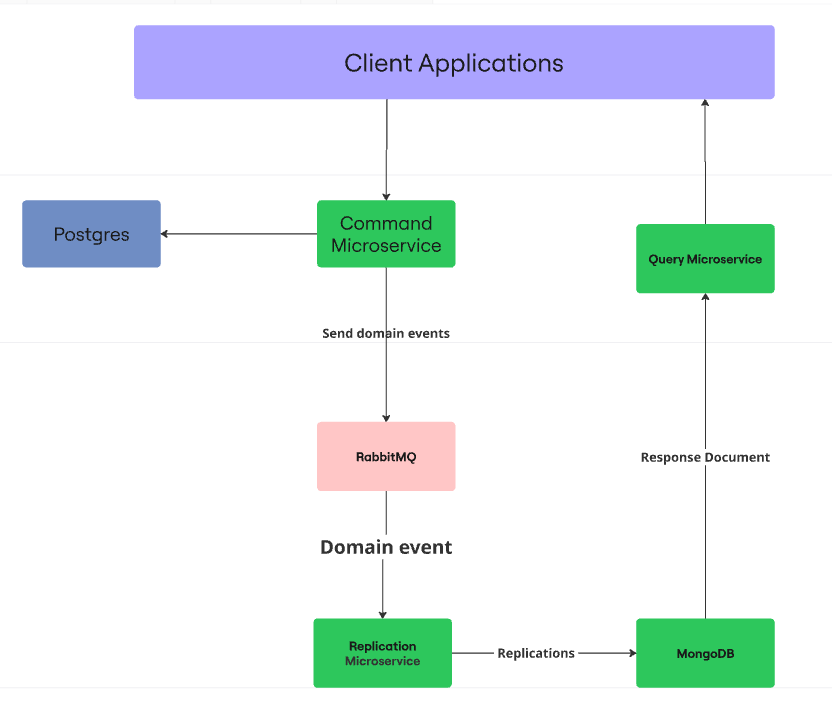 Client Applications
Postgres
Command
Microservice
Query Microservice
Send domain events
RabbitMQ
Response Document
Domain event
Replication
Microservice
Replications
MongoDB